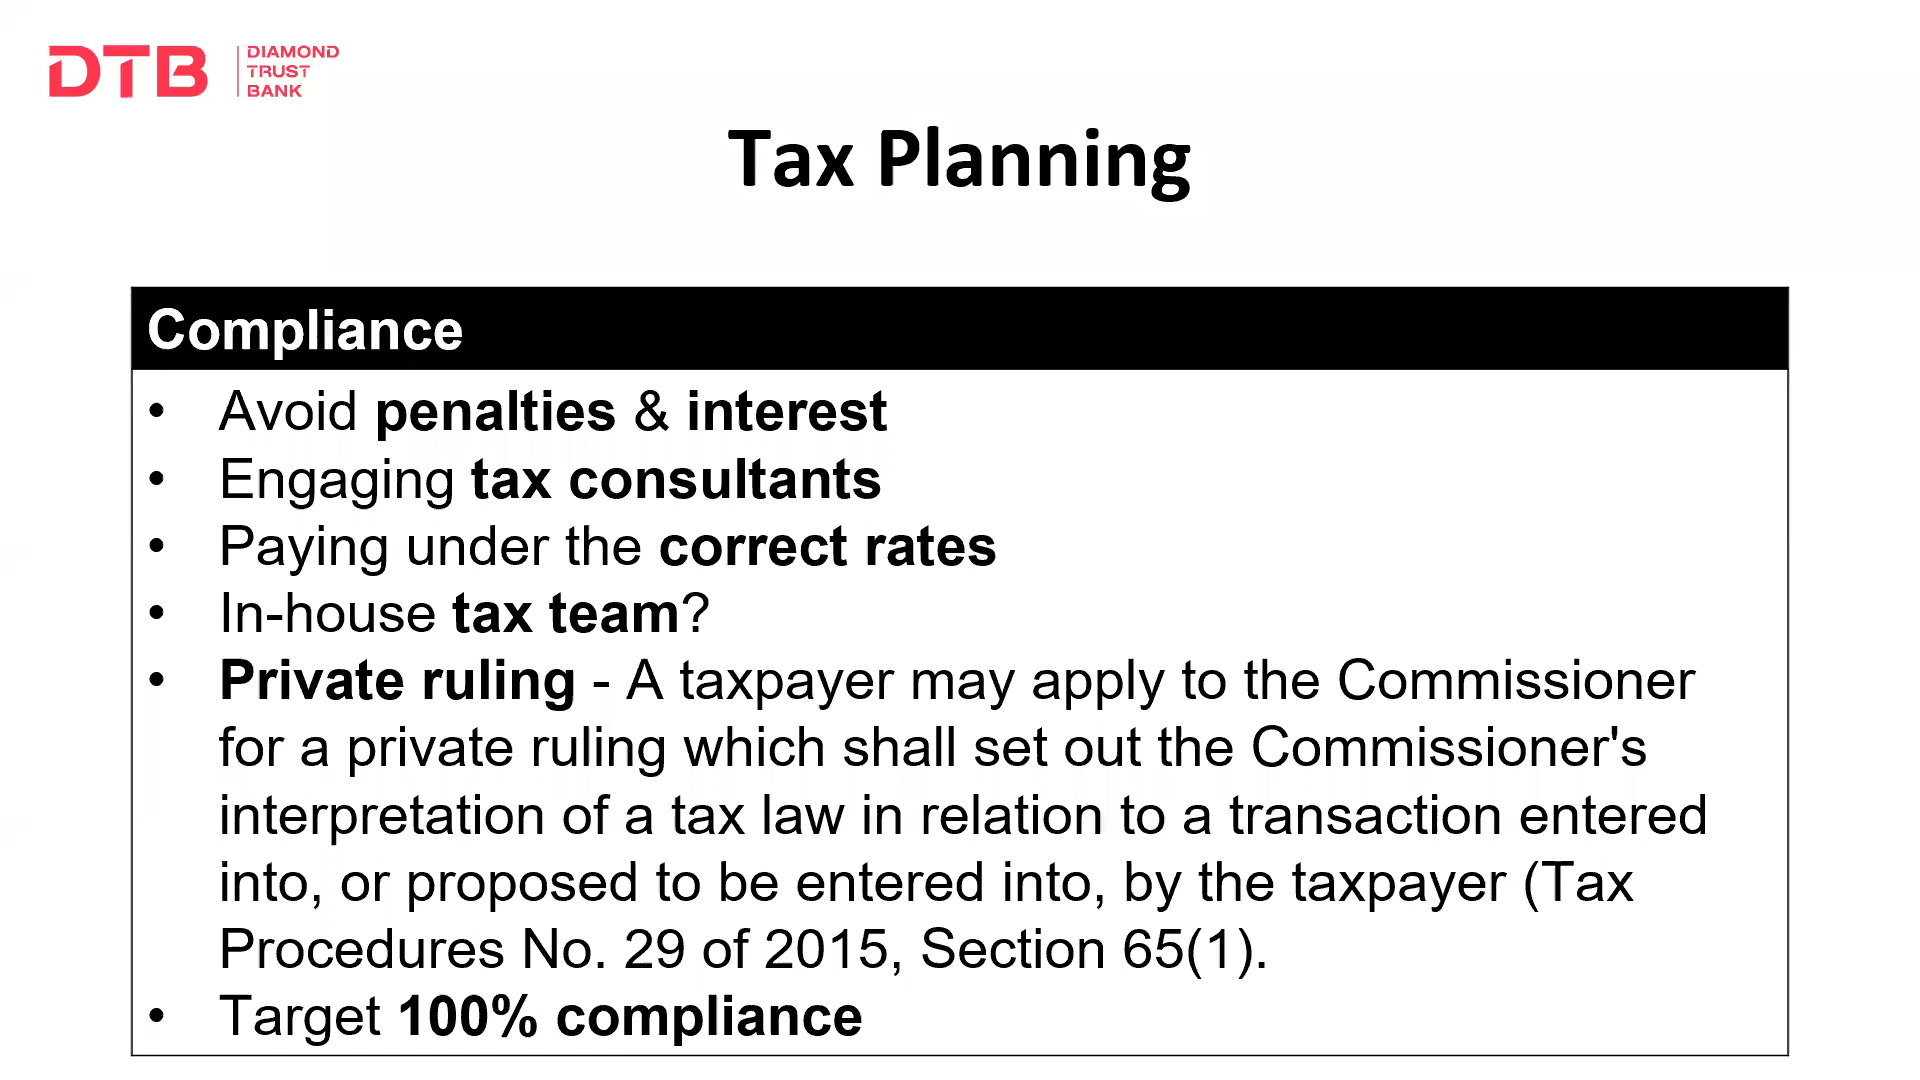 DTB
DIAMOND
TRUST
BANK
Tax Planning
Compliance
• Avoid penalties & interest
• Engaging tax consultants
• Paying under the correct rates
• In-house tax team?
• Private ruling - A taxpayer may apply to the Commissioner
for a private ruling which shall set out the Commissioner's
interpretation of a tax law in relation to a transaction entered
into, or proposed to be entered into, by the taxpayer (Tax
Procedures No. 29 of 2015, Section 65(1).
• Target 100% compliance